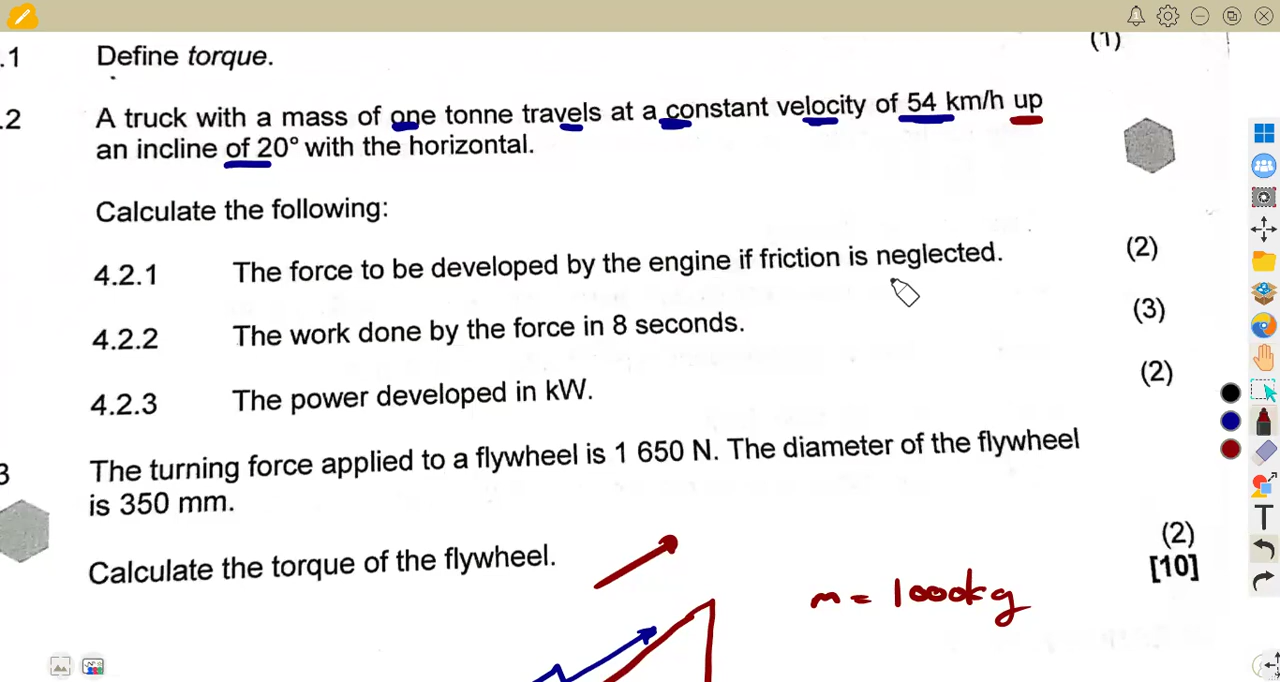 .1 Define torque. (1)
.2 A truck with a mass of one tonne travels at a constant velocity of 54 km/h up
an incline of 20° with the horizontal.
Calculate the following:
4.2.1 The force to be developed by the engine if friction is neglected. (2)
4.2.2 The work done by the force in 8 seconds. (3)
4.2.3 The power developed in kW. (2)
3 The turning force applied to a flywheel is 1 650 N. The diameter of the flywheel
is 350 mm.
Calculate the torque of the flywheel. (2)
[10]
m = 1000kg
T